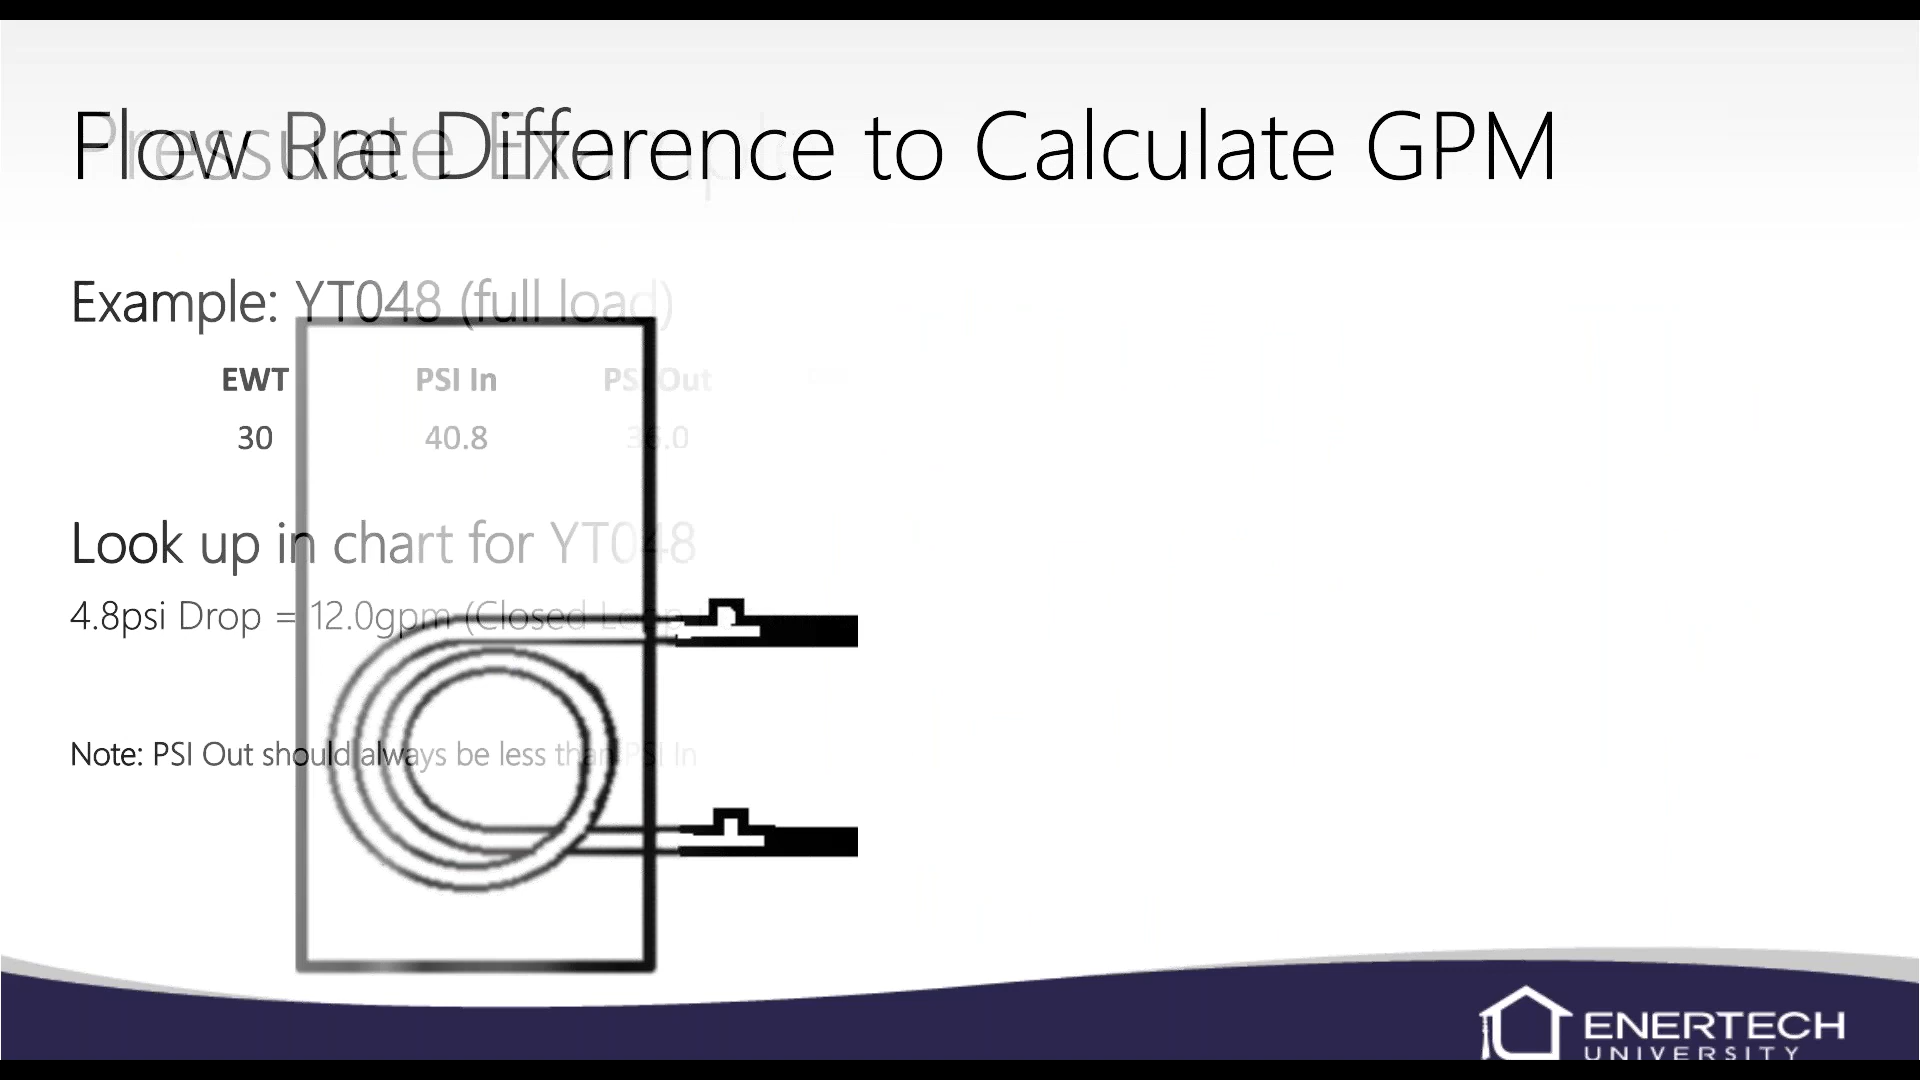 Flow Rate Example
Pressure Difference to Calculate GPM
Example: YT048 (full load)
EWT PSI In PSI Out
30 40.8 36.0
Look up in chart for YT048
4.8psi Drop = 12.0gpm (Closed Loop
Note: PSI Out should always be less than PSI In
ENERTECH
UNIVERSITY